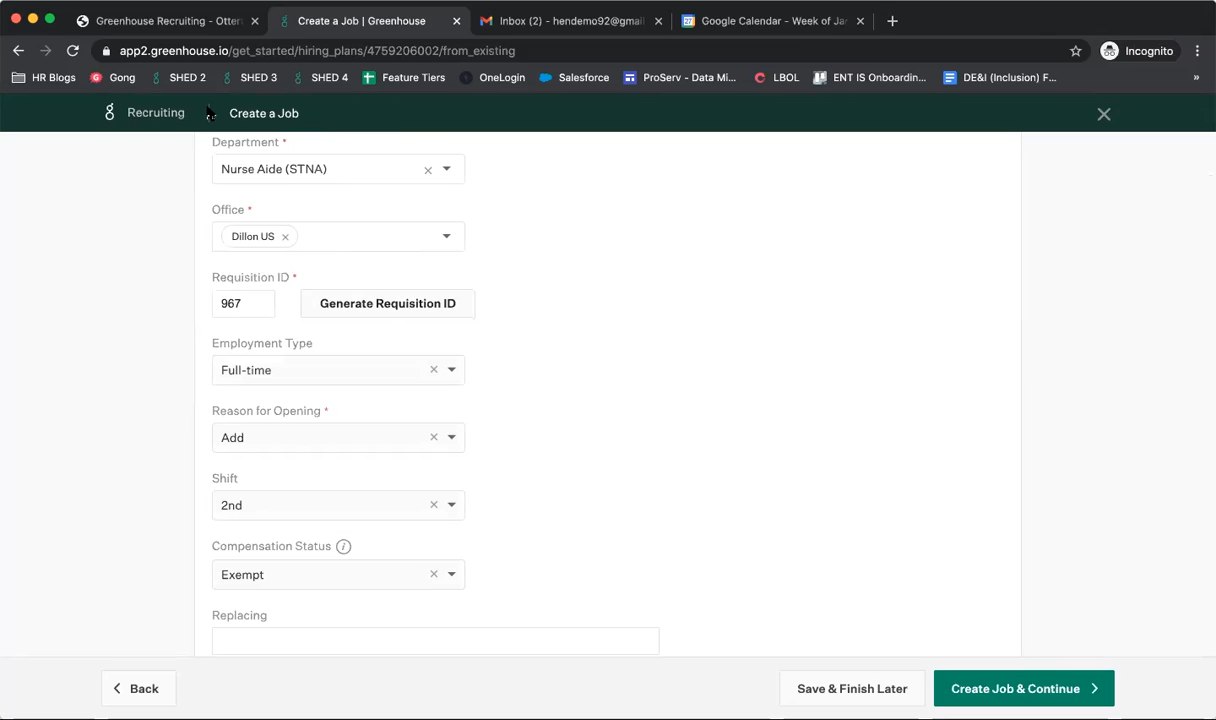 Greenhouse Recruiting - Otter
Create a Job | Greenhouse
Inbox (2) - hendemo92@gmail
Google Calendar - Week of Jan
app2.greenhouse.io/get_started/hiring_plans/4759206002/from_existing
Incognito
HR Blogs
Gong
SHED 2
SHED 3
SHED 4
Feature Tiers
OneLogin
Salesforce
ProServ - Data Mi...
LBOL
ENT IS Onboardin...
DE&I (Inclusion) F...
Recruiting
Create a Job
Department *
Nurse Aide (STNA)
Office *
Dillon US
Requisition ID *
967
Generate Requisition ID
Employment Type
Full-time
Reason for Opening *
Add
Shift
2nd
Compensation Status
Exempt
Replacing
Back
Save & Finish Later
Create Job & Continue